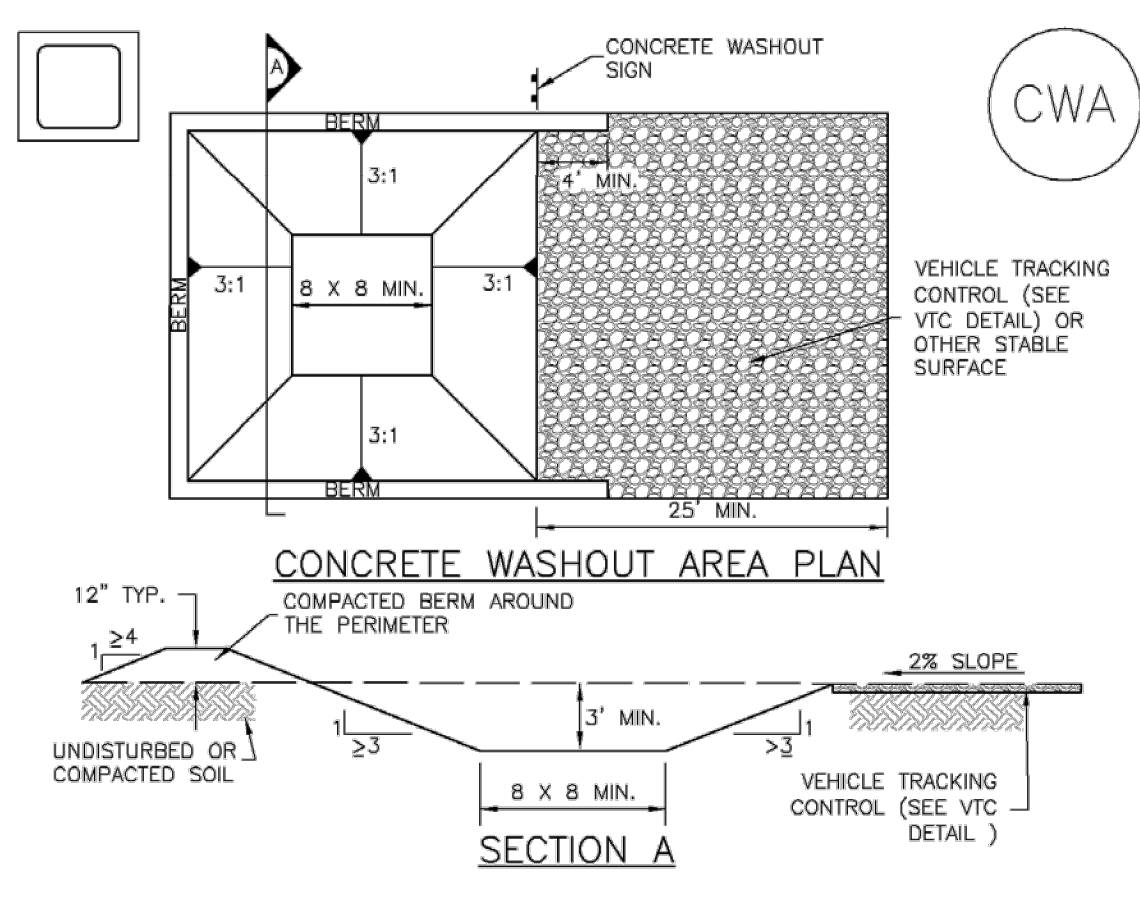 A
CONCRETE WASHOUT
SIGN
CWA
BERM
3:1
4' MIN.
BERM
3:1
8 X 8 MIN.
3:1
VEHICLE TRACKING
CONTROL (SEE
VTC DETAIL) OR
OTHER STABLE
SURFACE
3:1
BERM
25' MIN.
CONCRETE WASHOUT AREA PLAN
12" TYP.
COMPACTED BERM AROUND
THE PERIMETER
1
≥4
2% SLOPE
3' MIN.
1
≥3
1
>3
UNDISTURBED OR
COMPACTED SOIL
8 X 8 MIN.
VEHICLE TRACKING
CONTROL (SEE VTC
DETAIL )
SECTION A